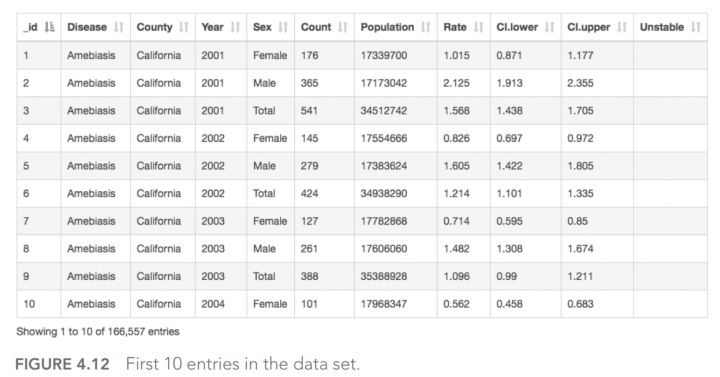 _id Disease County Year Sex Count Population Rate CI.lower CI.upper Unstable
1 Amebiasis California 2001 Female 176 17339700 1.015 0.871 1.177
2 Amebiasis California 2001 Male 365 17173042 2.125 1.913 2.355
3 Amebiasis California 2001 Total 541 34512742 1.568 1.438 1.705
4 Amebiasis California 2002 Female 145 17554666 0.826 0.697 0.972
5 Amebiasis California 2002 Male 279 17383624 1.605 1.422 1.805
6 Amebiasis California 2002 Total 424 34938290 1.214 1.101 1.335
7 Amebiasis California 2003 Female 127 17782868 0.714 0.595 0.85
8 Amebiasis California 2003 Male 261 17606060 1.482 1.308 1.674
9 Amebiasis California 2003 Total 388 35388928 1.096 0.99 1.211
10 Amebiasis California 2004 Female 101 17968347 0.562 0.458 0.683
Showing 1 to 10 of 166,557 entries
FIGURE 4.12 First 10 entries in the data set.